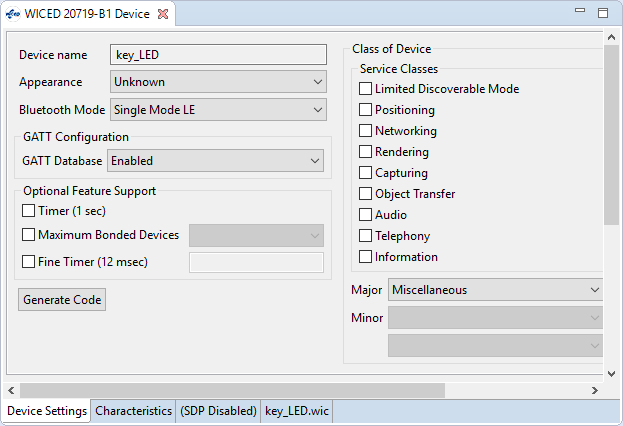 WICED 20719-B1 Device
Device name key_LED
Appearance Unknown
Bluetooth Mode Single Mode LE
GATT Configuration
GATT Database Enabled
Optional Feature Support
Timer (1 sec)
Maximum Bonded Devices
Fine Timer (12 msec)
Generate Code
Class of Device
Service Classes
Limited Discoverable Mode
Positioning
Networking
Rendering
Capturing
Object Transfer
Audio
Telephony
Information
Major Miscellaneous
Minor
Device Settings Characteristics (SDP Disabled) key_LED.wic